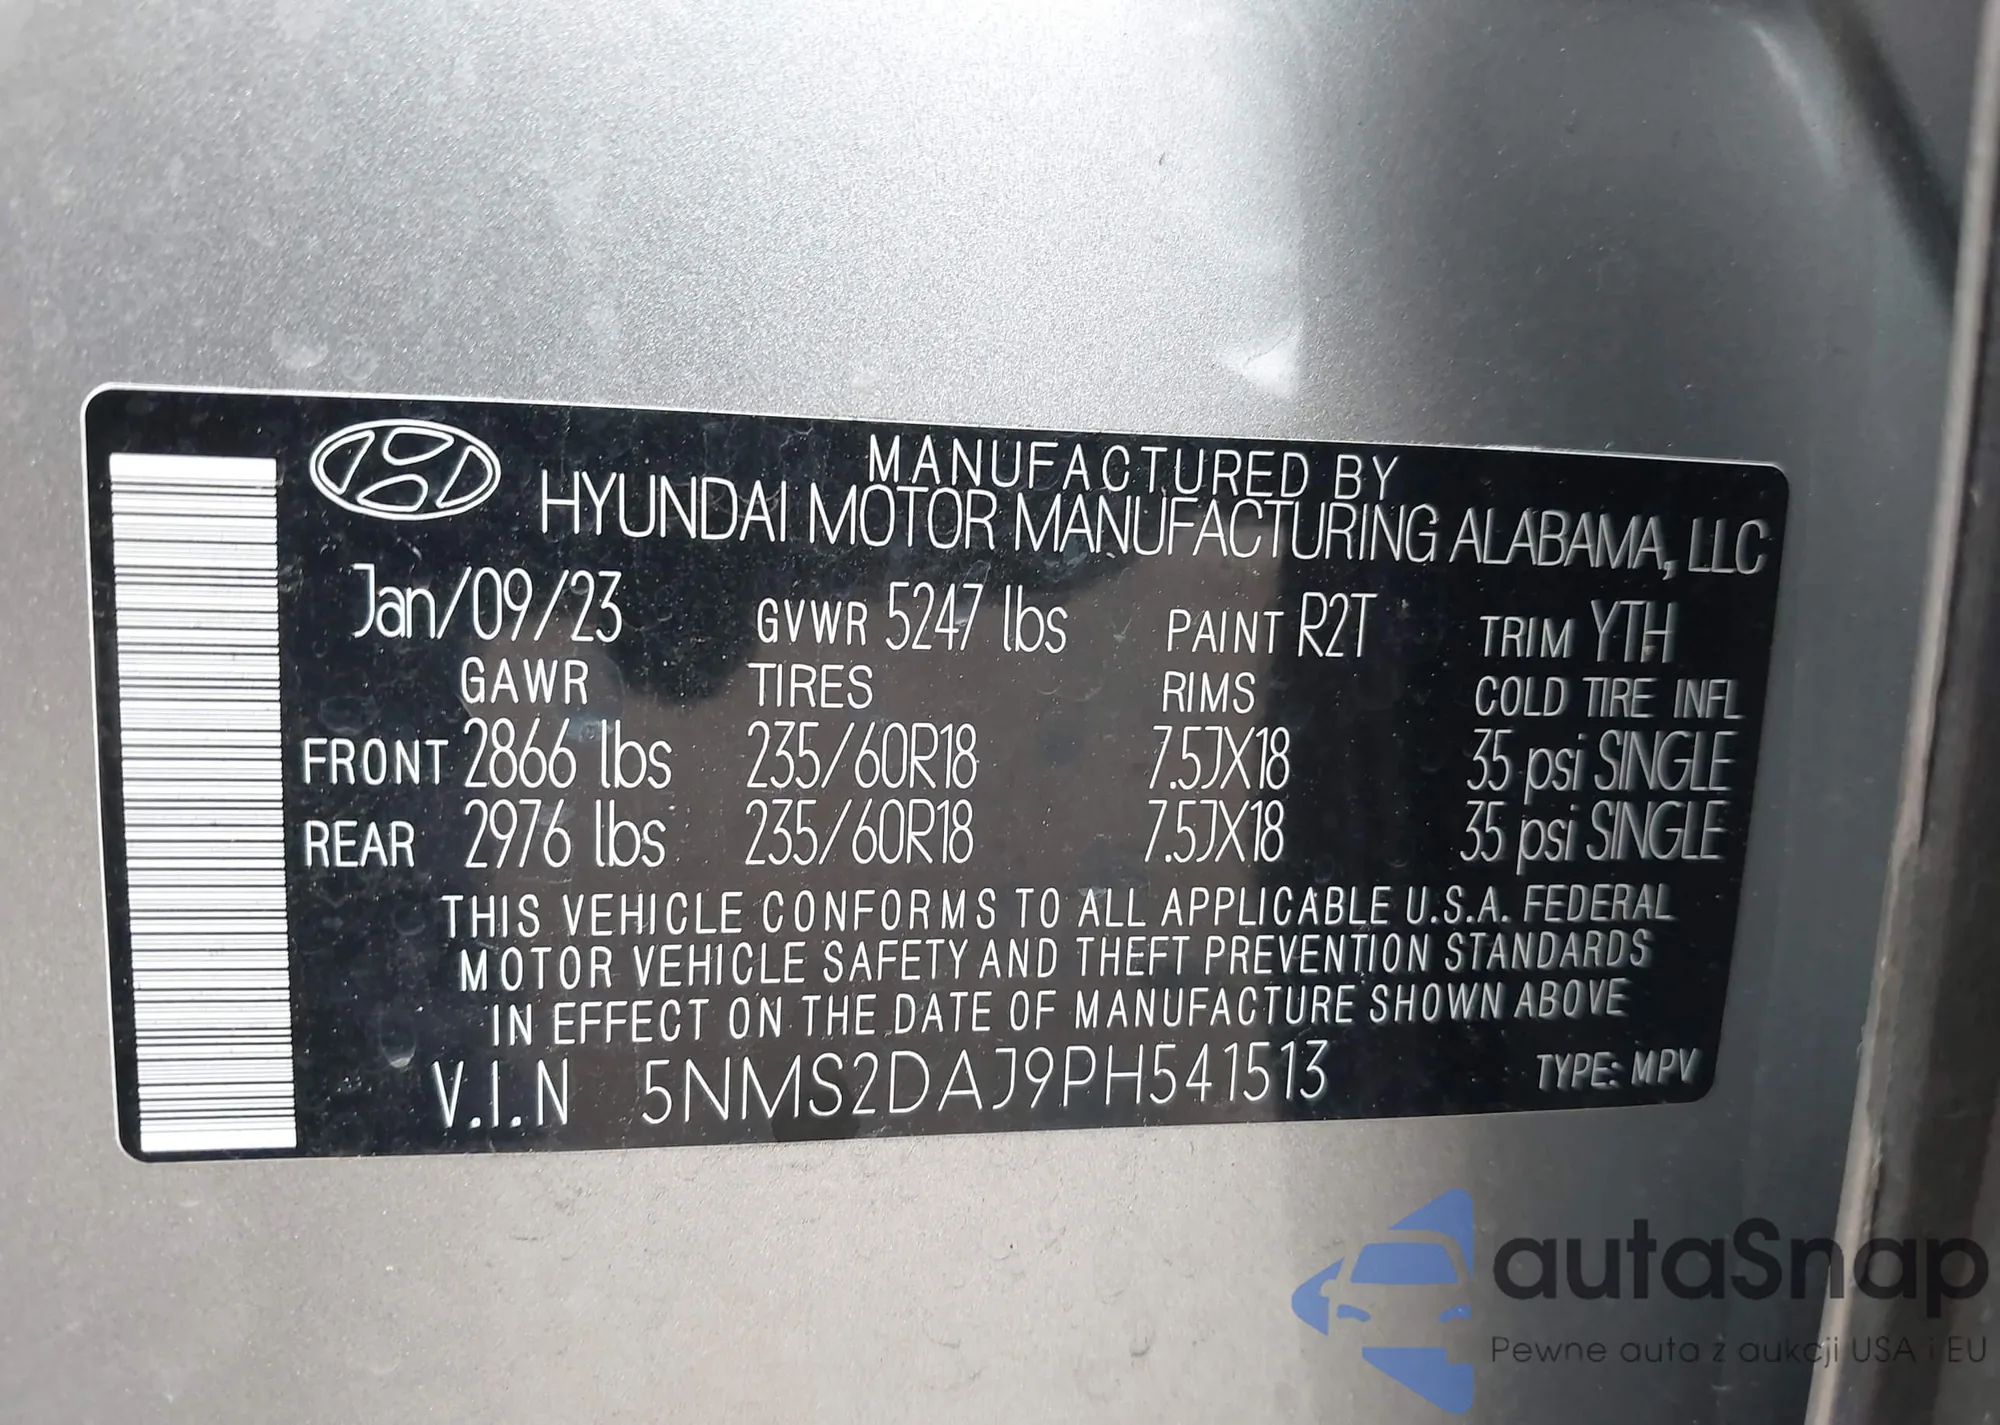 MANUFACTURED BY
HYUNDAI MOTOR MANUFACTURING ALABAMA, LLC
Jan/09/23 GVWR 5247 lbs PAINT R2T TRIM YTH
GAWR TIRES RIMS COLD TIRE INFL
FRONT 2866 lbs 235/60R18 7.5JX18 35 psi SINGLE
REAR 2976 lbs 235/60R18 7.5JX18 35 psi SINGLE
THIS VEHICLE CONFORMS TO ALL APPLICABLE U.S.A. FEDERAL
MOTOR VEHICLE SAFETY AND THEFT PREVENTION STANDARDS
IN EFFECT ON THE DATE OF MANUFACTURE SHOWN ABOVE
V.I.N 5NMS2DAJ9PH541513 TYPE: MPV
autaSnap
Pewne auta z aukcji USA i EU